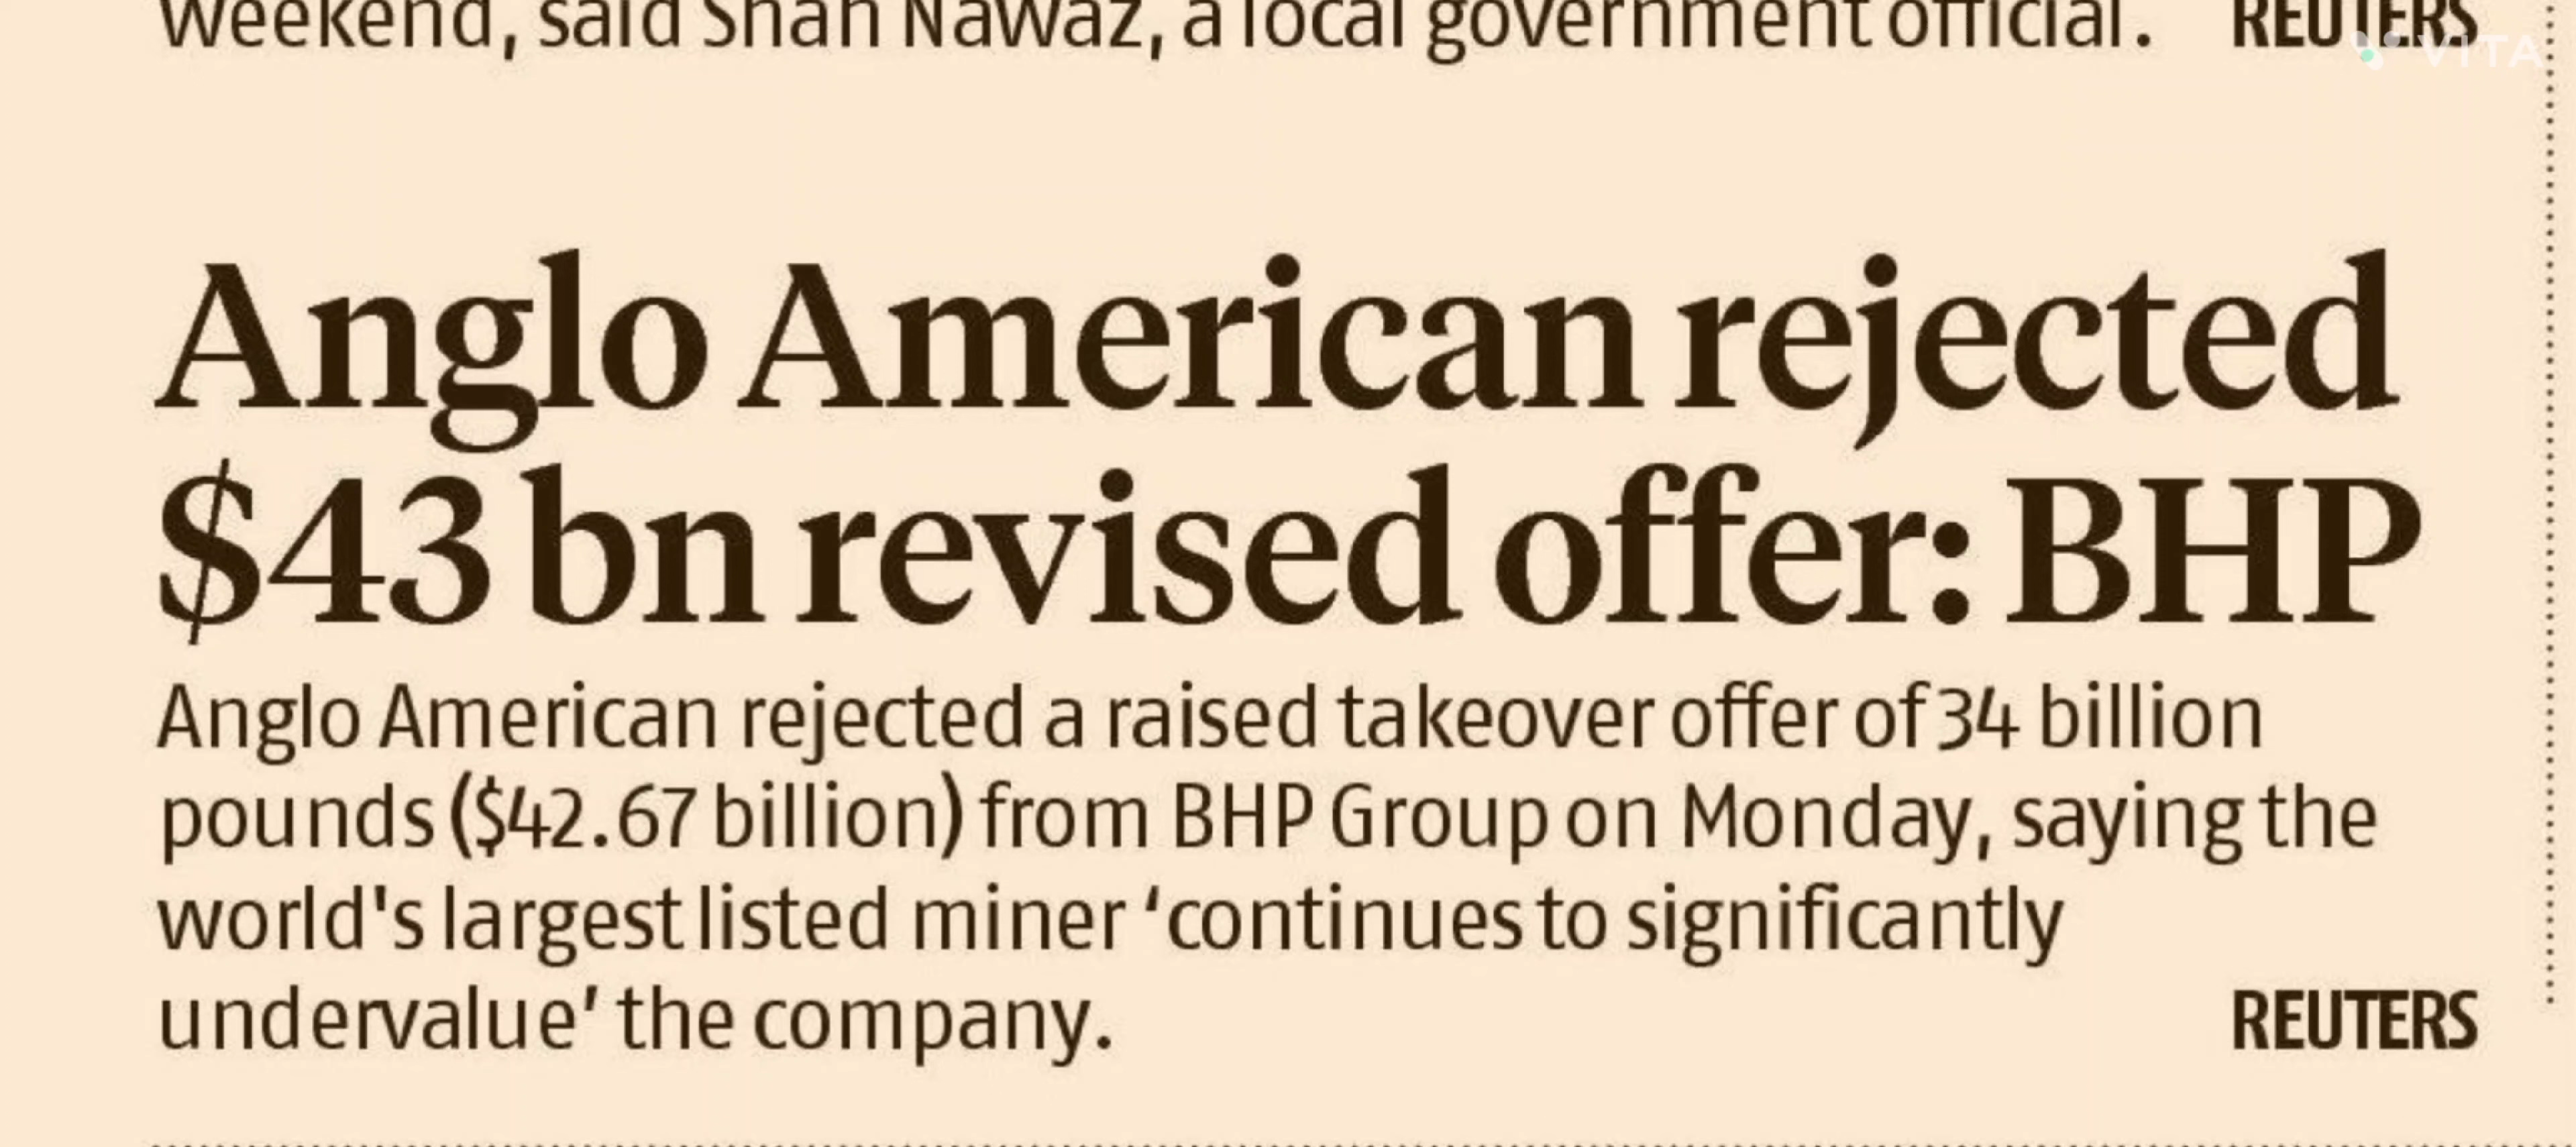 weekend, said Shah Nawaz, a local government official. REUTERS
VITA
Anglo American rejected
$43 bn revised offer: BHP
Anglo American rejected a raised takeover offer of 34 billion
pounds ($42.67 billion) from BHP Group on Monday, saying the
world's largest listed miner ‘continues to significantly
undervalue’ the company. REUTERS